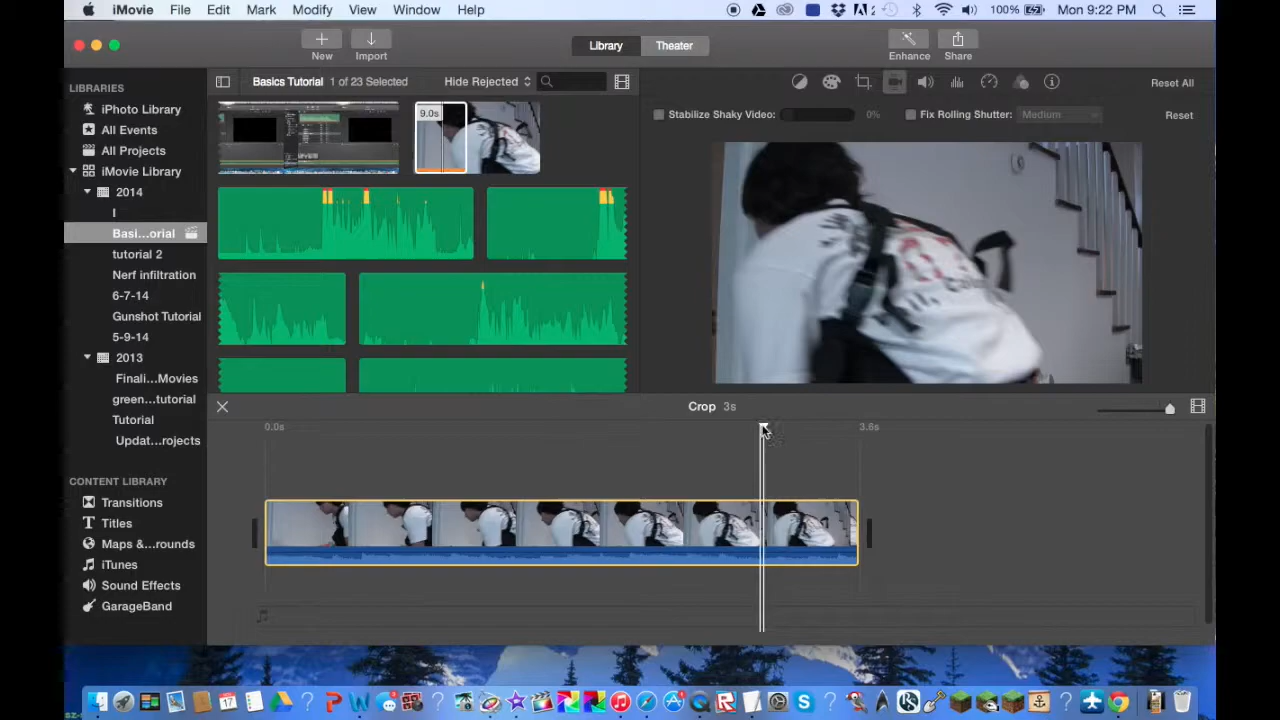 iMovie File Edit Mark Modify View Window Help
2 100% Mon 9:22 PM
New Import Library Theater Enhance Share
LIBRARIES
iPhoto Library
All Events
All Projects
iMovie Library
2014
I
Basi...orial
tutorial 2
Nerf infiltration
6-7-14
Gunshot Tutorial
5-9-14
2013
Finali...Movies
green...tutorial
Tutorial
Updat...rojects
CONTENT LIBRARY
Transitions
Titles
Maps &...rounds
iTunes
Sound Effects
GarageBand
Basics Tutorial 1 of 23 Selected Hide Rejected
9.0s
Reset All
Stabilize Shaky Video: 0% Fix Rolling Shutter: Medium Reset
Crop 3s
0.0s 3.6s
17